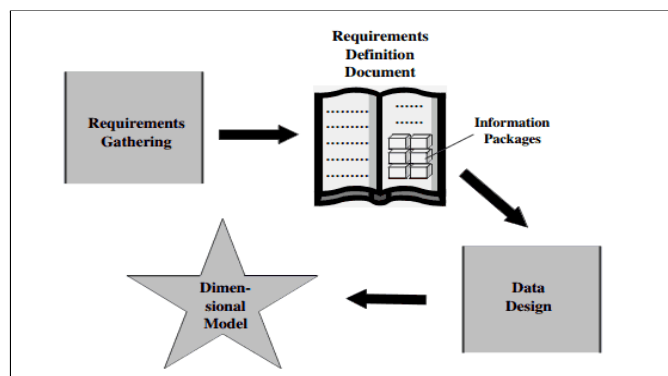 Requirements
Definition
Document
Requirements
Gathering
Information
Packages
Data
Design
Dimen-
sional
Model